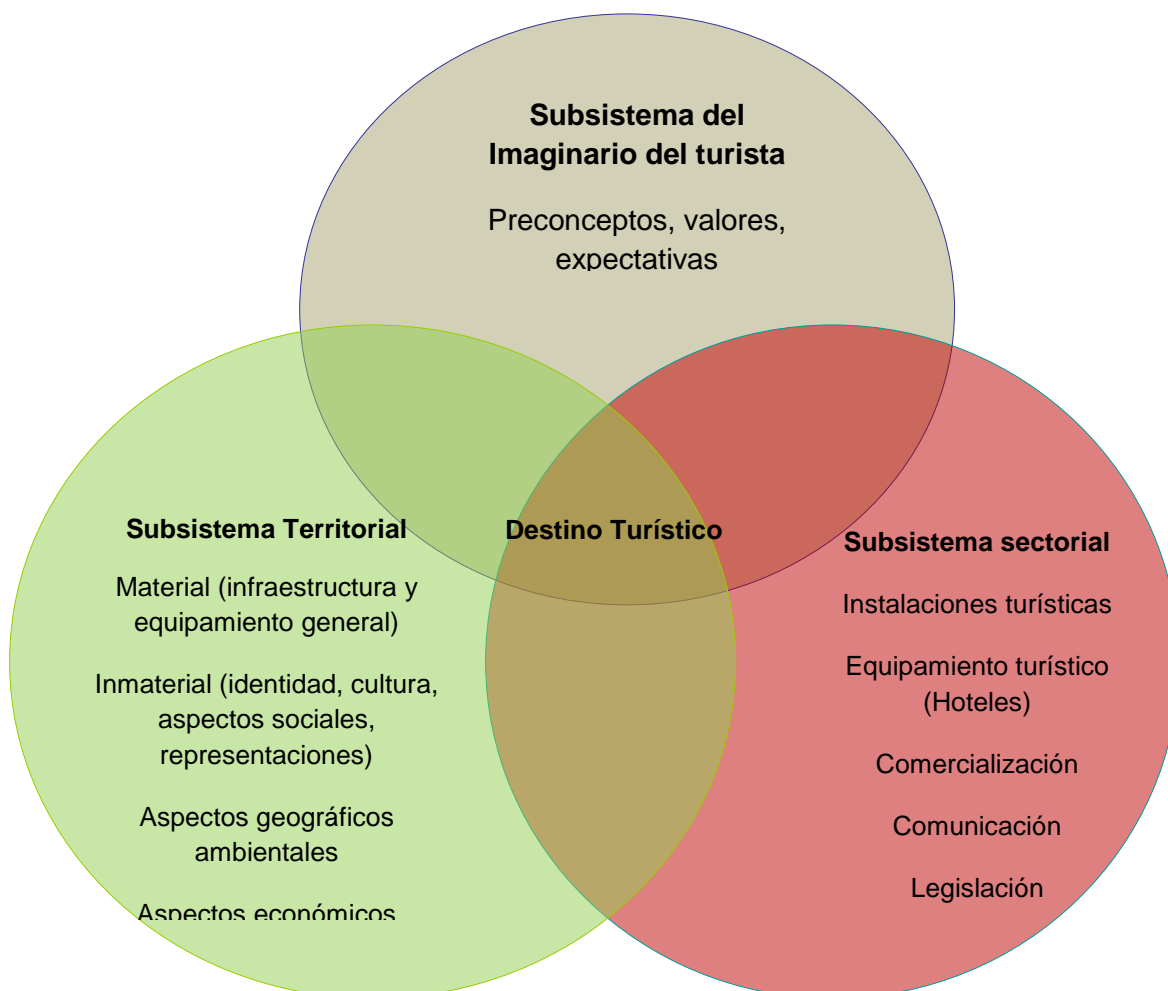 Subsistema del
Imaginario del turista
Preconceptos, valores,
expectativas
Subsistema Territorial
Material (infraestructura y
equipamiento general)
Inmaterial (identidad, cultura,
aspectos sociales,
representaciones)
Aspectos geográficos
ambientales
Aspectos económicos
Destino Turístico
Subsistema sectorial
Instalaciones turísticas
Equipamiento turístico
(Hoteles)
Comercialización
Comunicación
Legislación